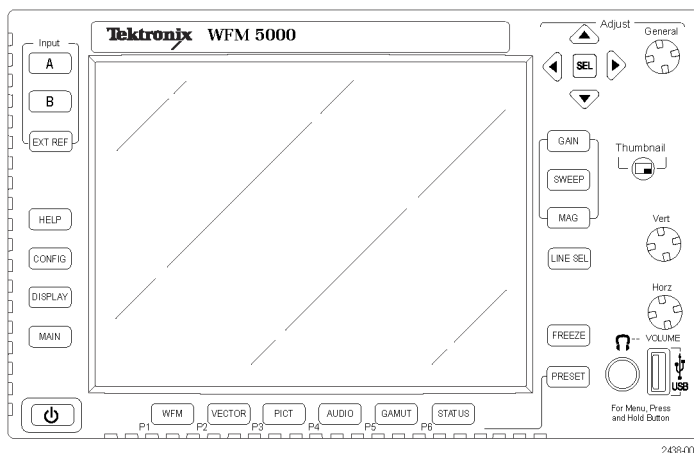 Tektronix WFM 5000
Input
A
B
EXT REF
HELP
CONFIG
DISPLAY
MAIN
WFM
VECTOR
PICT
AUDIO
GAMUT
STATUS
P1
P2
P3
P4
P5
P6
Adjust
General
SEL
GAIN
SWEEP
MAG
LINE SEL
Thumbnail
Vert
Horz
FREEZE
VOLUME
PRESET
USB
For Menu, Press
and Hold Button